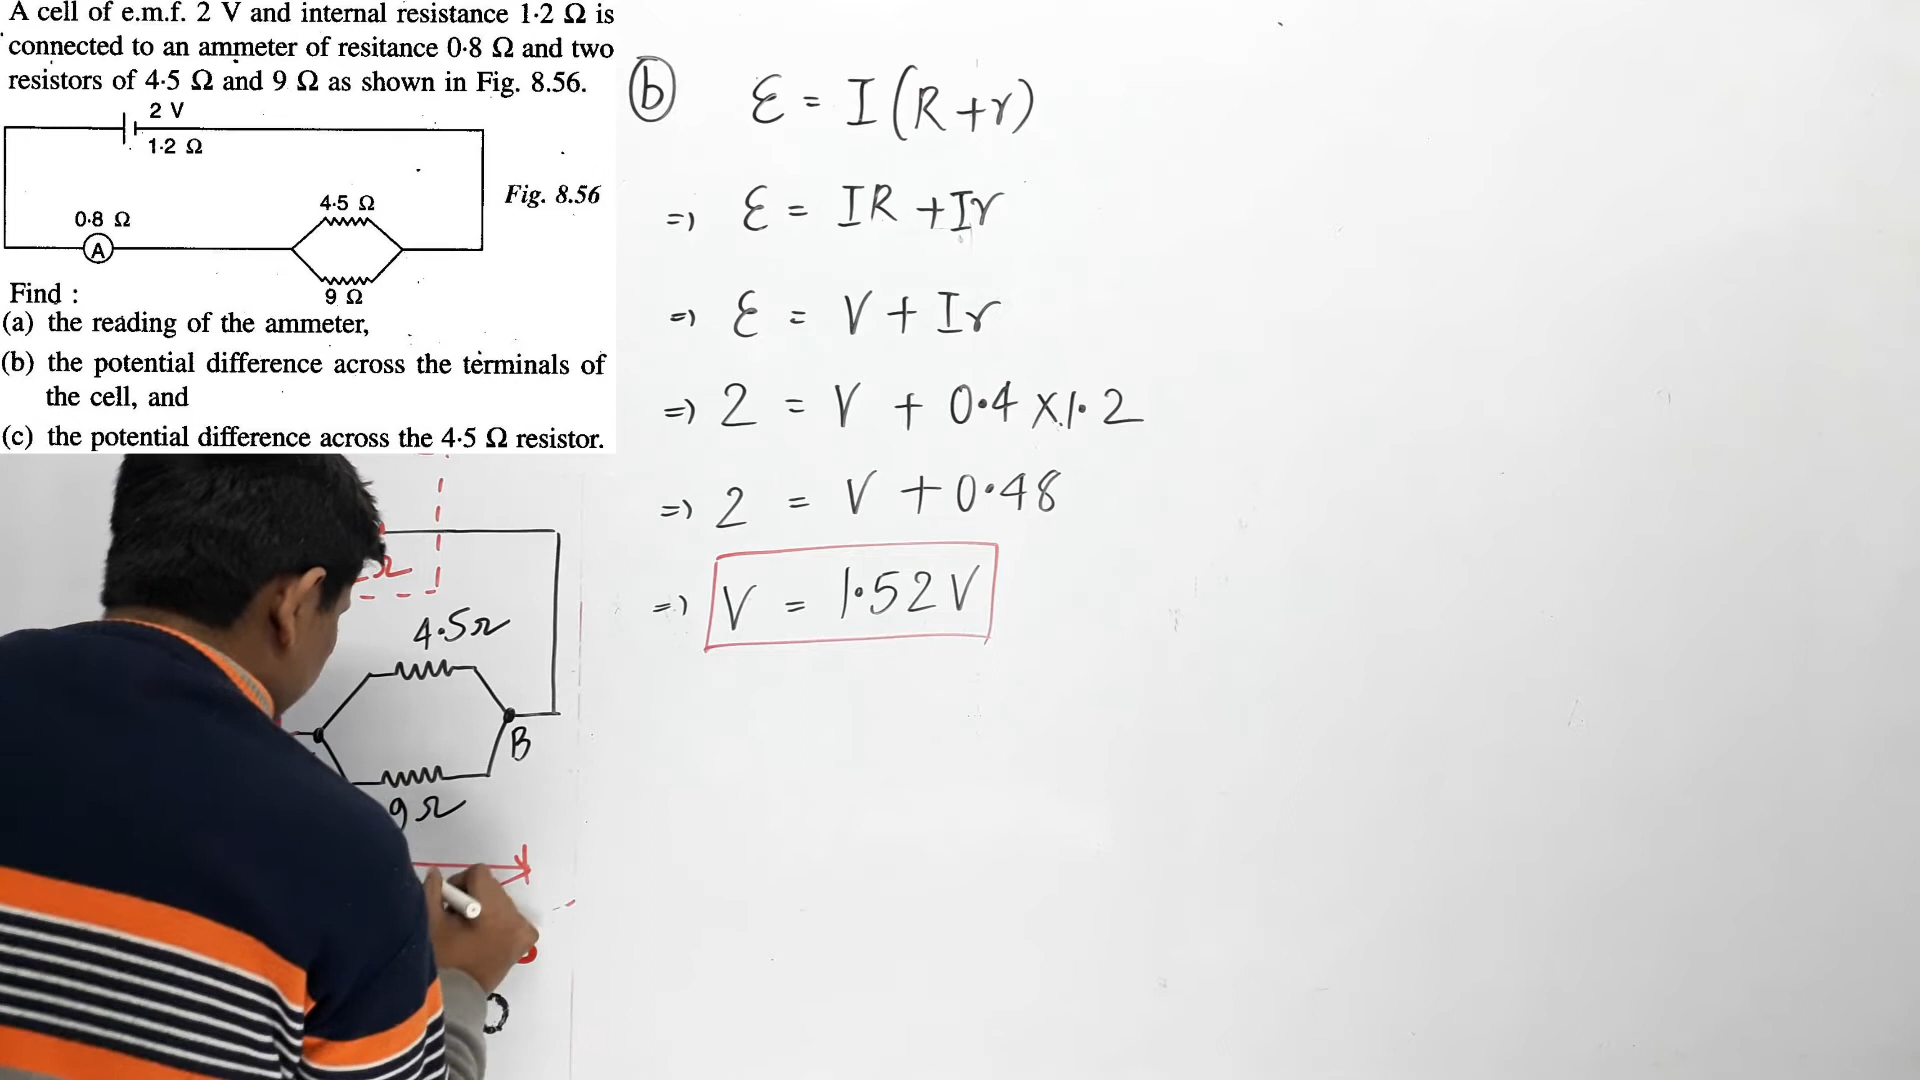 A cell of e.m.f. 2 V and internal resistance 1·2 Ω is
connected to an ammeter of resitance 0·8 Ω and two
resistors of 4·5 Ω and 9 Ω as shown in Fig. 8.56.
2 V
1·2 Ω
4·5 Ω
Fig. 8.56
0·8 Ω
A
9 Ω
Find :
(a) the reading of the ammeter,
(b) the potential difference across the terminals of
the cell, and
(c) the potential difference across the 4·5 Ω resistor.
(b) ℰ = I (R + r)
=) ℰ = IR + Ir
=) ℰ = V + Ir
=) 2 = V + 0.4 × 1.2
=) 2 = V + 0.48
=) V = 1.52 V
Ω
4.5 Ω
B
9 Ω